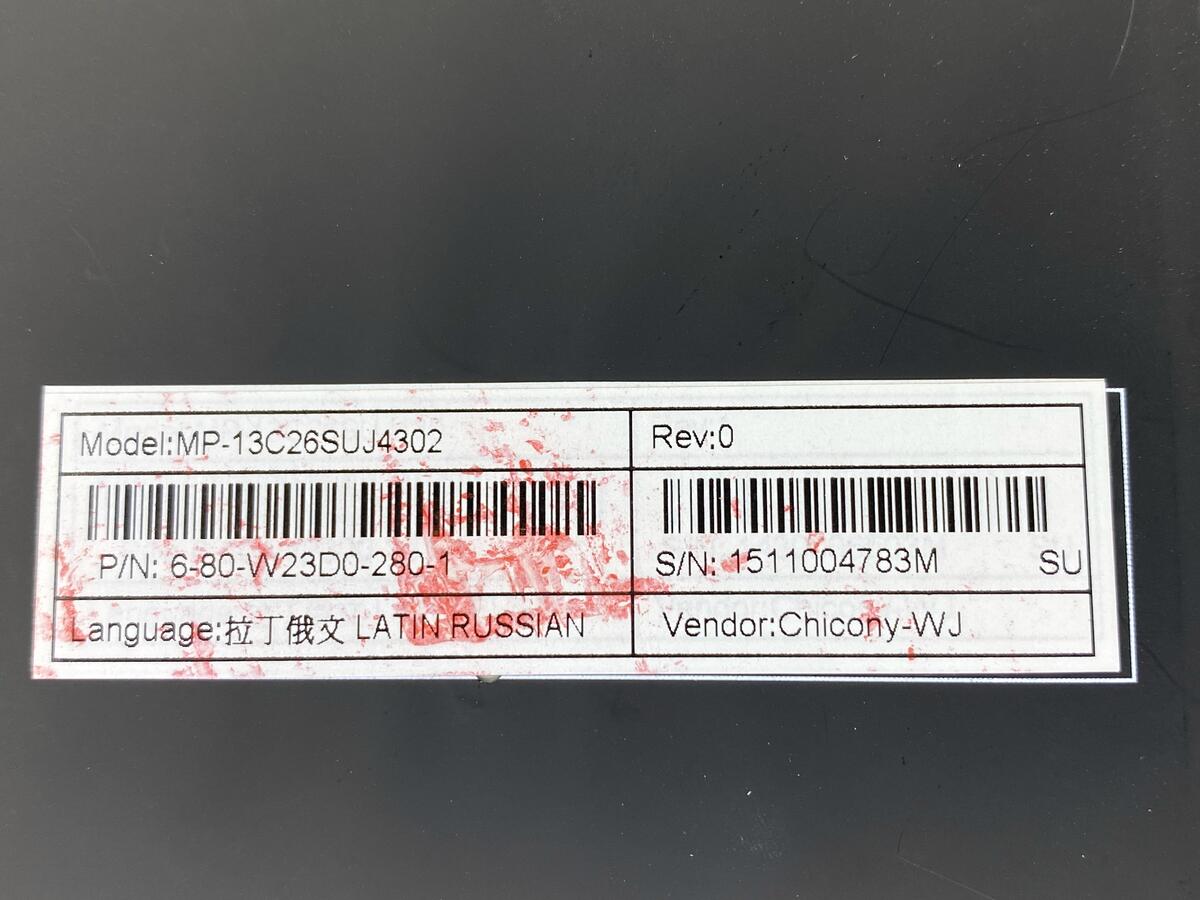 Model:MP-13C26SUJ4302
Rev:0
P/N: 6-80-W23D0-280-1
S/N: 1511004783M SU
Language:拉丁俄文 LATIN RUSSIAN
Vendor:Chicony-WJ